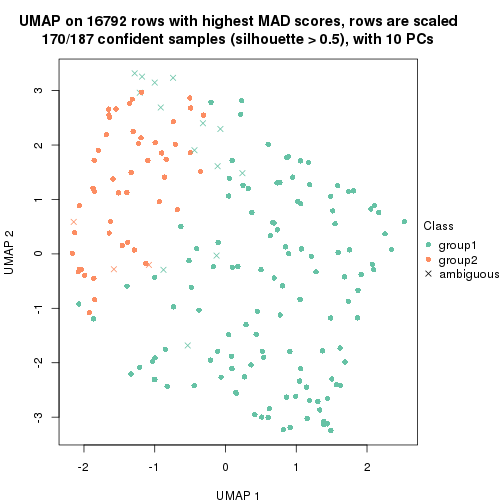 UMAP on 16792 rows with highest MAD scores, rows are scaled
170/187 confident samples (silhouette > 0.5), with 10 PCs
3
2
1
0
-1
-2
-3
UMAP 2
-2
-1
0
1
2
UMAP 1
Class
group1
group2
ambiguous